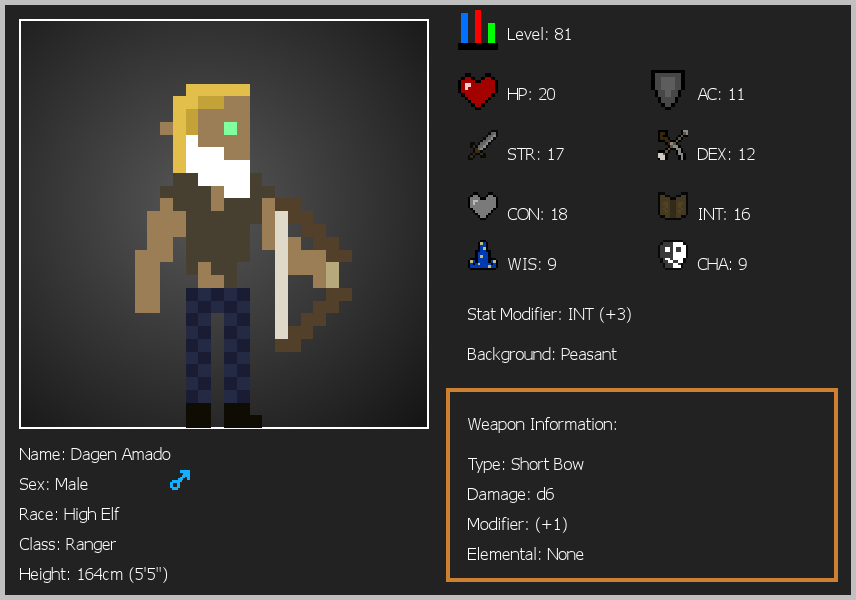 Level: 81
HP: 20
AC: 11
STR: 17
DEX: 12
CON: 18
INT: 16
WIS: 9
CHA: 9
Stat Modifier: INT (+3)
Background: Peasant
Weapon Information:
Type: Short Bow
Damage: d6
Modifier: (+1)
Elemental: None
Name: Dagen Amado
Sex: Male
Race: High Elf
Class: Ranger
Height: 164cm (5'5")